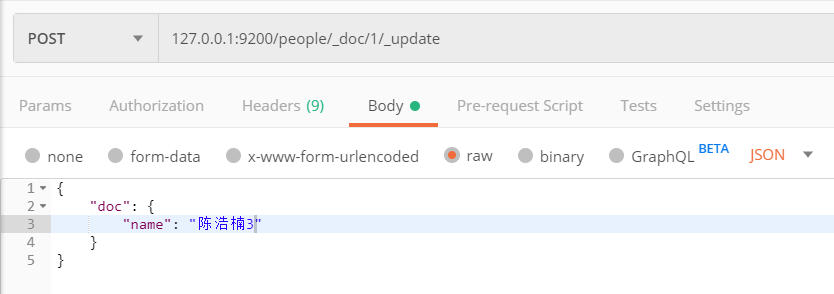 POST 127.0.0.1:9200/people/_doc/1/_update
Params Authorization Headers (9) Body Pre-request Script Tests Settings
none form-data x-www-form-urlencoded raw binary GraphQL BETA JSON
1 {
2 "doc": {
3 "name": "陈浩楠3"
4 }
5 }